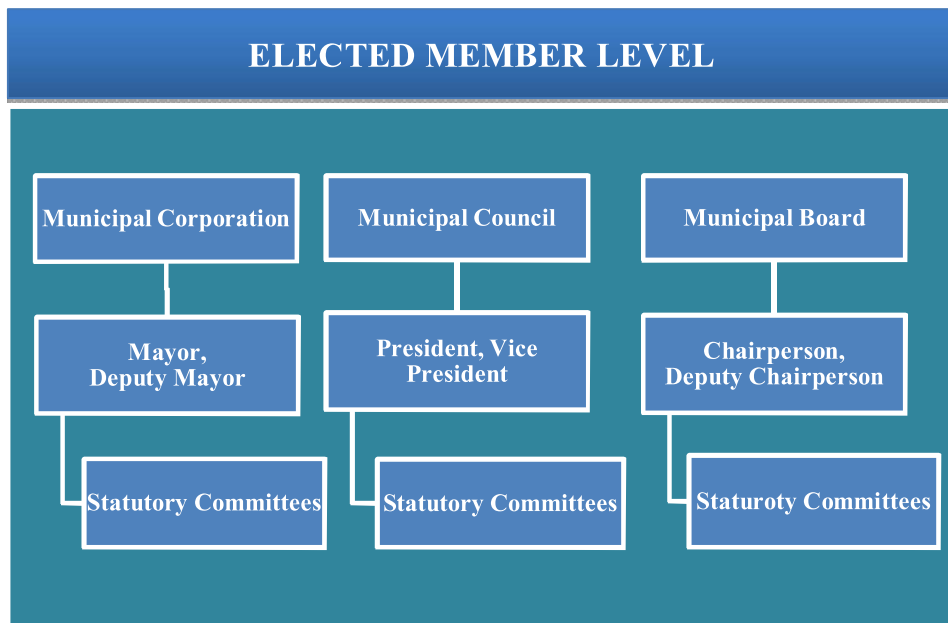 ELECTED MEMBER LEVEL
Municipal Corporation
Mayor,
Deputy Mayor
Statutory Committees
Municipal Council
President, Vice
President
Statutory Committees
Municipal Board
Chairperson,
Deputy Chairperson
Staturoty Committees